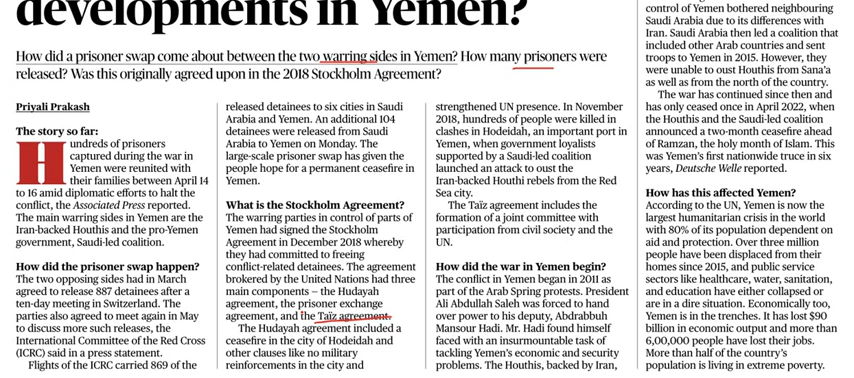 developments in Yemen?
How did a prisoner swap come about between the two warring sides in Yemen? How many prisoners were
released? Was this originally agreed upon in the 2018 Stockholm Agreement?
Priyali Prakash
The story so far:
Hundreds of prisoners
captured during the war in
Yemen were reunited with
their families between April 14
to 16 amid diplomatic efforts to halt the
conflict, the Associated Press reported.
The main warring sides in Yemen are the
Iran-backed Houthis and the pro-Yemen
government, Saudi-led coalition.
How did the prisoner swap happen?
The two opposing sides had in March
agreed to release 887 detainees after a
ten-day meeting in Switzerland. The
parties also agreed to meet again in May
to discuss more such releases, the
International Committee of the Red Cross
(ICRC) said in a press statement.
Flights of the ICRC carried 869 of the
released detainees to six cities in Saudi
Arabia and Yemen. An additional 104
detainees were released from Saudi
Arabia to Yemen on Monday. The
large-scale prisoner swap has given the
people hope for a permanent ceasefire in
Yemen.
What is the Stockholm Agreement?
The warring parties in control of parts of
Yemen had signed the Stockholm
Agreement in December 2018 whereby
they had committed to freeing
conflict-related detainees. The agreement
brokered by the United Nations had three
main components – the Hudayah
agreement, the prisoner exchange
agreement, and the Taïz agreement.
The Hudayah agreement included a
ceasefire in the city of Hodeidah and
other clauses like no military
reinforcements in the city and
strengthened UN presence. In November
2018, hundreds of people were killed in
clashes in Hodeidah, an important port in
Yemen, when government loyalists
supported by a Saudi-led coalition
launched an attack to oust the
Iran-backed Houthi rebels from the Red
Sea city.
The Taïz agreement includes the
formation of a joint committee with
participation from civil society and the
UN.
How did the war in Yemen begin?
The conflict in Yemen began in 2011 as
part of the Arab Spring protests. President
Ali Abdullah Saleh was forced to hand
over power to his deputy, Abdrabbuh
Mansour Hadi. Mr. Hadi found himself
faced with an insurmountable task of
tackling Yemen's economic and security
problems. The Houthis, backed by Iran,
control of Yemen bothered neighbouring
Saudi Arabia due to its differences with
Iran. Saudi Arabia then led a coalition that
included other Arab countries and sent
troops to Yemen in 2015. However, they
were unable to oust Houthis from Sana'a
as well as from the north of the country.
The war has continued since then and
has only ceased once in April 2022, when
the Houthis and the Saudi-led coalition
announced a two-month ceasefire ahead
of Ramzan, the holy month of Islam. This
was Yemen's first nationwide truce in six
years, Deutsche Welle reported.
How has this affected Yemen?
According to the UN, Yemen is now the
largest humanitarian crisis in the world
with 80% of its population dependent on
aid and protection. Over three million
people have been displaced from their
homes since 2015, and public service
sectors like healthcare, water, sanitation,
and education have either collapsed or
are in a dire situation. Economically too,
Yemen is in the trenches. It has lost $90
billion in economic output and more than
6,00,000 people have lost their jobs.
More than half of the country's
population is living in extreme poverty.